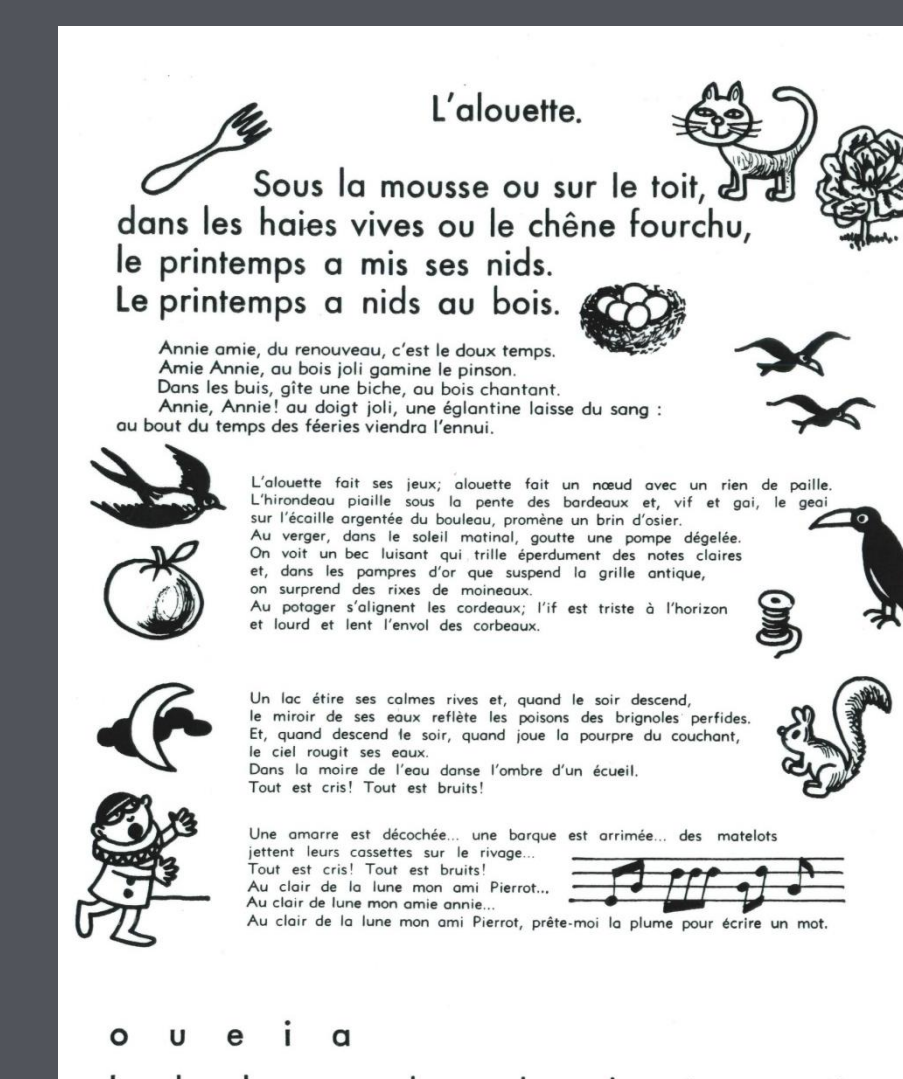 L'alouette.
Sous la mousse ou sur le toit,
dans les haies vives ou le chêne fourchu,
le printemps a mis ses nids.
Le printemps a nids au bois.
Annie amie, du renouveau, c'est le doux temps.
Amie Annie, au bois joli gamine le pinson.
Dans les buis, gîte une biche, au bois chantant.
Annie, Annie! au doigt joli, une églantine laisse du sang :
au bout du temps des féeries viendra l'ennui.
L'alouette fait ses jeux; alouette fait un nœud avec un rien de paille.
L'hirondeau piaille sous la pente des bardeaux et, vif et gai, le geai
sur l'écaille argentée du bouleau, promène un brin d'osier.
Au verger, dans le soleil matinal, goutte une pompe dégelée.
On voit un bec luisant qui trille éperdument des notes claires
et, dans les pampres d'or que suspend la grille antique,
on surprend des rixes de moineaux.
Au potager s'alignent les cordeaux; l'if est triste à l'horizon
et lourd et lent l'envol des corbeaux.
Un lac étire ses calmes rives et, quand le soir descend,
le miroir de ses eaux reflète les poisons des brignoles perfides.
Et, quand descend le soir, quand joue la pourpre du couchant,
le ciel rougit ses eaux.
Dans la moire de l'eau danse l'ombre d'un écueil.
Tout est cris! Tout est bruits!
Une amarre est décochée... une barque est arrimée... des matelots
jettent leurs cassettes sur le rivage...
Tout est cris! Tout est bruits!
Au clair de la lune mon ami Pierrot...
Au clair de lune mon amie annie...
Au clair de la lune mon ami Pierrot, prête-moi la plume pour écrire un mot.
o u e i a